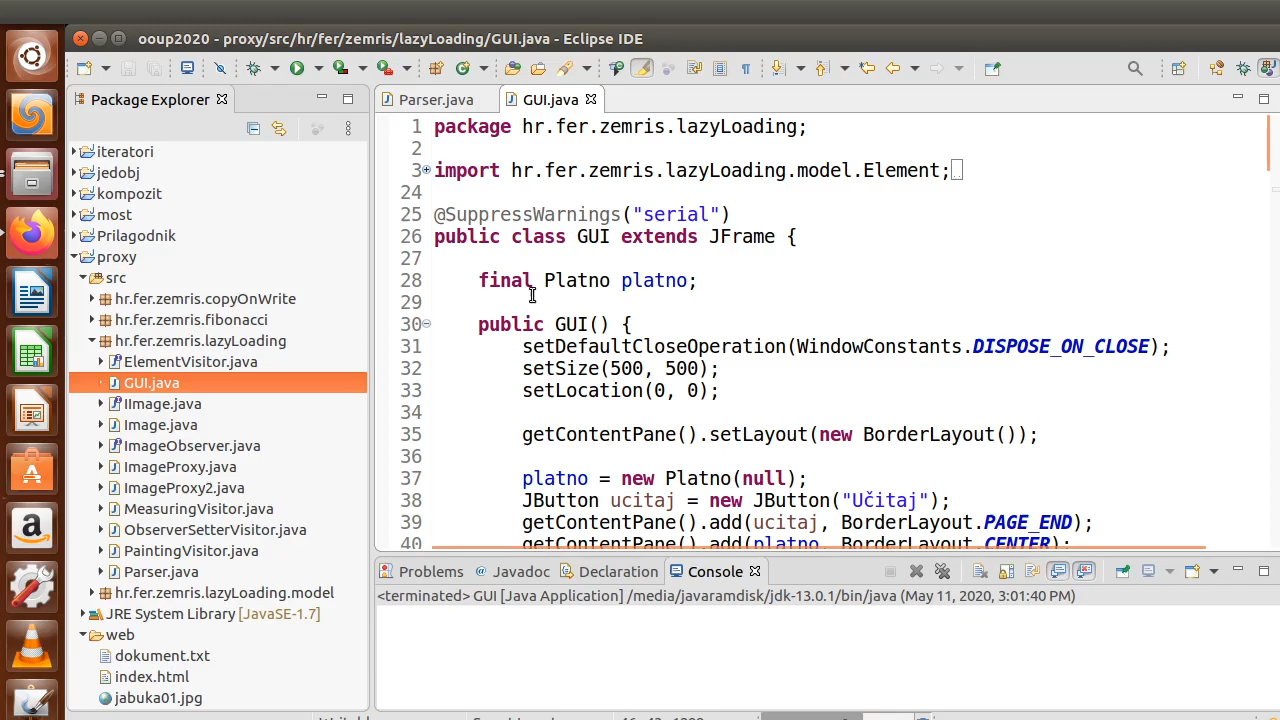 ooup2020 - proxy/src/hr/fer/zemris/lazyLoading/GUI.java - Eclipse IDE
Package Explorer
iteratori
jedobj
kompozit
most
Prilagodnik
proxy
src
hr.fer.zemris.copyOnWrite
hr.fer.zemris.fibonacci
hr.fer.zemris.lazyLoading
ElementVisitor.java
GUI.java
IImage.java
Image.java
ImageObserver.java
ImageProxy.java
ImageProxy2.java
MeasuringVisitor.java
ObserverSetterVisitor.java
PaintingVisitor.java
Parser.java
hr.fer.zemris.lazyLoading.model
JRE System Library [JavaSE-1.7]
web
dokument.txt
index.html
jabuka01.jpg
Parser.java GUI.java
1 package hr.fer.zemris.lazyLoading;
2
3 import hr.fer.zemris.lazyLoading.model.Element;
24
25 @SuppressWarnings("serial")
26 public class GUI extends JFrame {
27
28 final Platno platno;
29
30 public GUI() {
31 setDefaultCloseOperation(WindowConstants.DISPOSE_ON_CLOSE);
32 setSize(500, 500);
33 setLocation(0, 0);
34
35 getContentPane().setLayout(new BorderLayout());
36
37 platno = new Platno(null);
38 JButton ucitaj = new JButton("Učitaj");
39 getContentPane().add(ucitaj, BorderLayout.PAGE_END);
40 getContentPane().add(platno, BorderLayout.CENTER);
Problems Javadoc Declaration Console
<terminated> GUI [Java Application] /media/javaramdisk/jdk-13.0.1/bin/java (May 11, 2020, 3:01:40 PM)